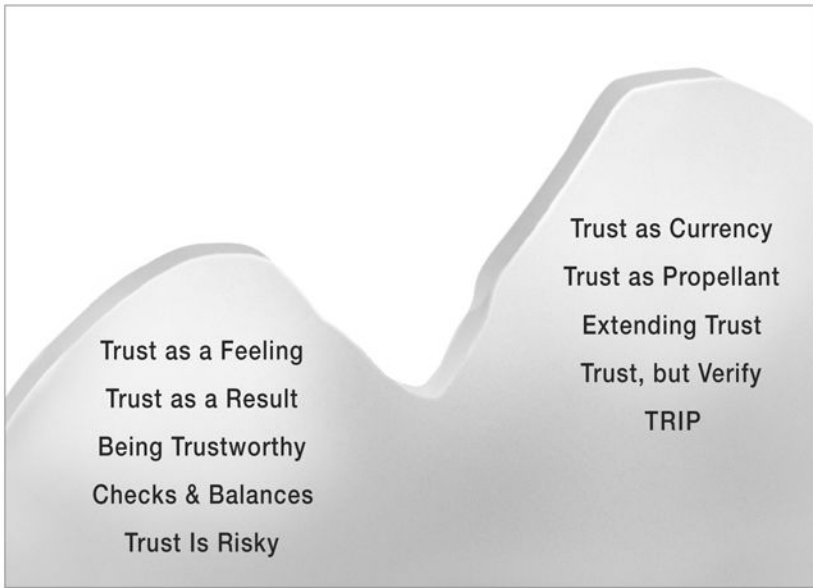 Trust as a Feeling
Trust as a Result
Being Trustworthy
Checks & Balances
Trust Is Risky
Trust as Currency
Trust as Propellant
Extending Trust
Trust, but Verify
TRIP